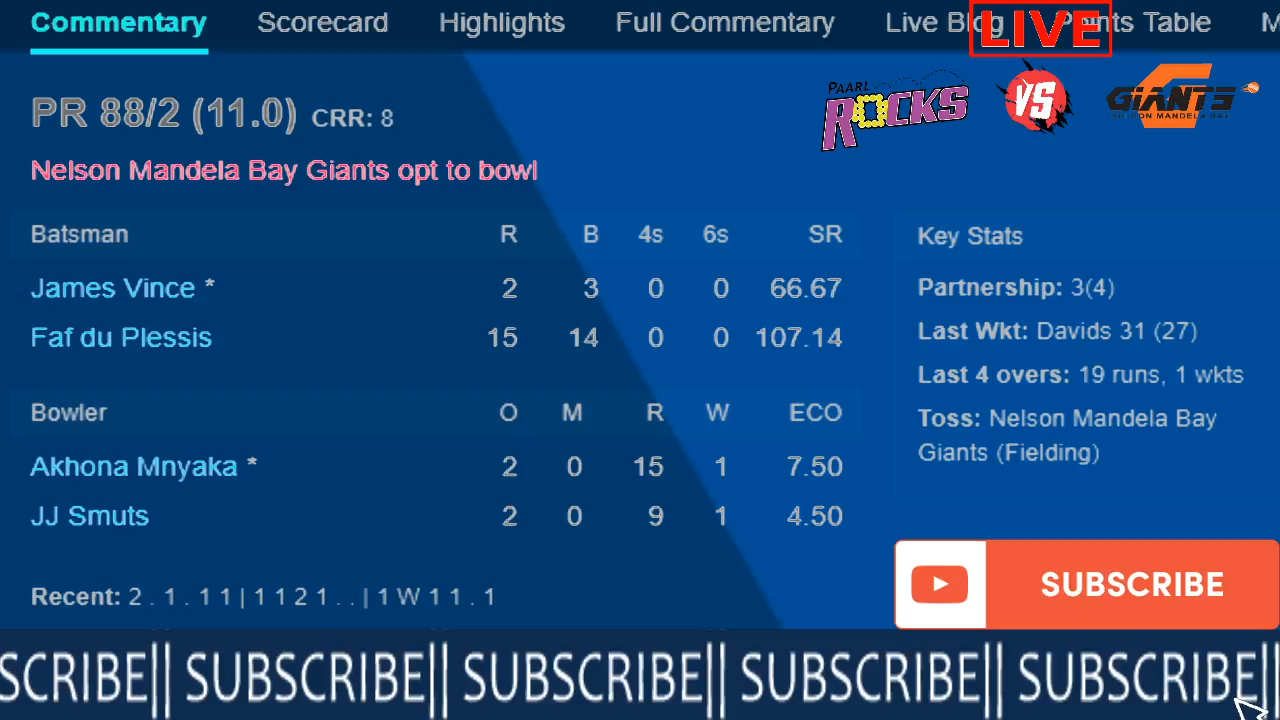 Commentary Scorecard Highlights Full Commentary Live Blog Points Table M
LIVE
PAARL
ROCKS
VS
GIANTS
NELSON MANDELA BAY
PR 88/2 (11.0) CRR: 8
Nelson Mandela Bay Giants opt to bowl
Batsman R B 4s 6s SR
James Vince * 2 3 0 0 66.67
Faf du Plessis 15 14 0 0 107.14
Bowler O M R W ECO
Akhona Mnyaka * 2 0 15 1 7.50
JJ Smuts 2 0 9 1 4.50
Recent: 2 . 1 . 1 1 | 1 1 2 1 . . | 1 W 1 1 . 1
Key Stats
Partnership: 3(4)
Last Wkt: Davids 31 (27)
Last 4 overs: 19 runs, 1 wkts
Toss: Nelson Mandela Bay
Giants (Fielding)
SUBSCRIBE
SCRIBE|| SUBSCRIBE|| SUBSCRIBE|| SUBSCRIBE|| SUBSCRIBE||